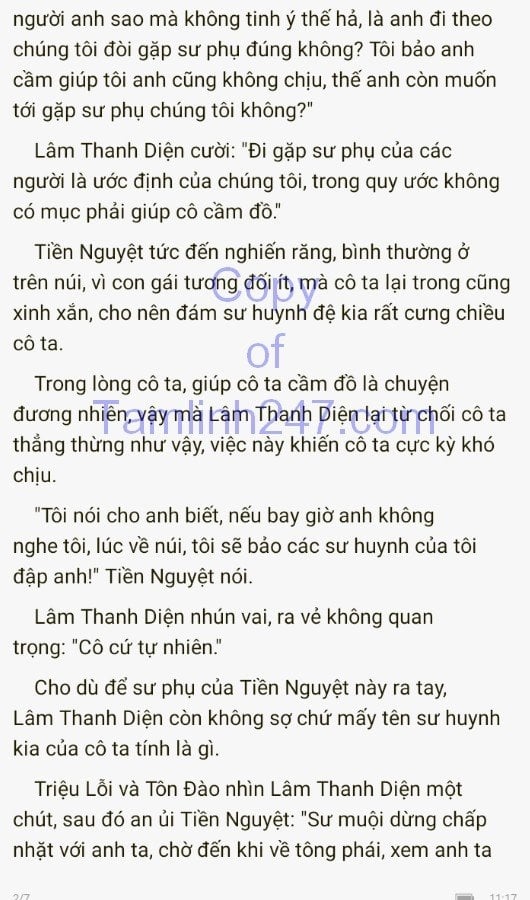 người anh sao mà không tinh ý thế hả, là anh đi theo
chúng tôi đòi gặp sư phụ đúng không? Tôi bảo anh
cầm giúp tôi anh cũng không chịu, thế anh còn muốn
tới gặp sư phụ chúng tôi không?"
Lâm Thanh Diện cười: "Đi gặp sư phụ của các
người là ước định của chúng tôi, trong quy ước không
có mục phải giúp cô cầm đồ."
Tiền Nguyệt tức đến nghiến răng, bình thường ở
trên núi, vì con gái tương đối ít, mà cô ta lại trong cũng
xinh xắn, cho nên đám sư huynh đệ kia rất cưng chiều
cô ta.
Trong lòng cô ta, giúp cô ta cầm đồ là chuyện
đương nhiên, vậy mà Lâm Thanh Diện lại từ chối cô ta
thẳng thừng như vậy, việc này khiến cô ta cực kỳ khó
chịu.
"Tôi nói cho anh biết, nếu bay giờ anh không
nghe tôi, lúc về núi, tôi sẽ bảo các sư huynh của tôi
đập anh!" Tiền Nguyệt nói.
Lâm Thanh Diện nhún vai, ra vẻ không quan
trọng: "Cô cứ tự nhiên."
Cho dù để sư phụ của Tiền Nguyệt này ra tay,
Lâm Thanh Diện còn không sợ chứ mấy tên sư huynh
kia của cô ta tính là gì.
Triệu Lỗi và Tôn Đào nhìn Lâm Thanh Diện một
chút, sau đó an ủi Tiền Nguyệt: "Sư muội dừng chấp
nhặt với anh ta, chờ đến khi về tông phái, xem anh ta
Copy
of
Tamlinh247.com
2/7
11:17